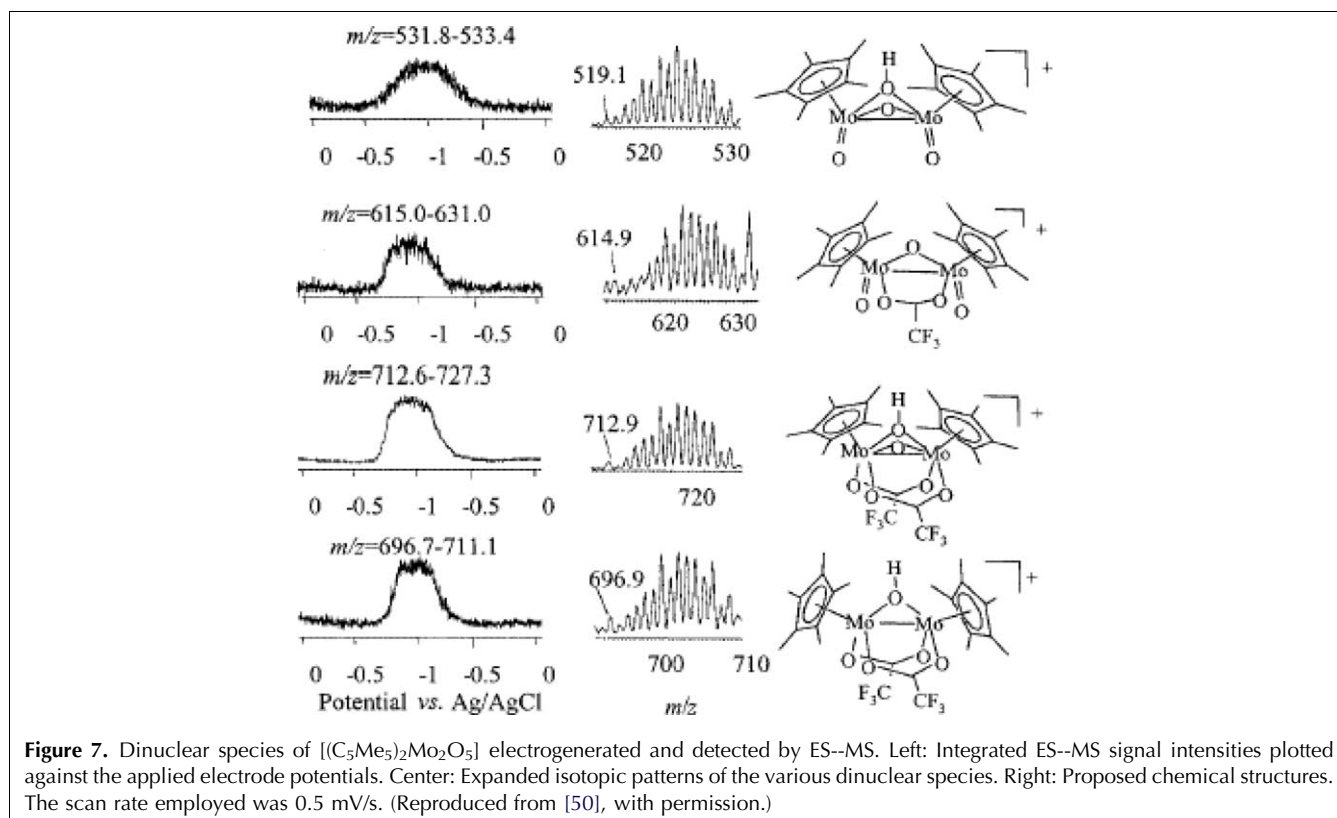 m/z=531.8-533.4
0 -0.5 -1 -0.5 0
519.1
520 530
H
O
Mo O Mo
O O
+
m/z=615.0-631.0
0 -0.5 -1 -0.5 0
614.9
620 630
O
Mo Mo
O O O O
CF3
+
m/z=712.6-727.3
0 -0.5 -1 -0.5 0
712.9
720
H
O
Mo O Mo
O O O O
F3C
CF3
+
m/z=696.7-711.1
0 -0.5 -1 -0.5 0
Potential vs. Ag/AgCl
696.9
700 710
m/z
H
O
Mo Mo
O O O O
F3C CF3
+
Figure 7. Dinuclear species of [(C5Me5)2Mo2O5] electrogenerated and detected by ES--MS. Left: Integrated ES--MS signal intensities plotted
against the applied electrode potentials. Center: Expanded isotopic patterns of the various dinuclear species. Right: Proposed chemical structures.
The scan rate employed was 0.5 mV/s. (Reproduced from [50], with permission.)